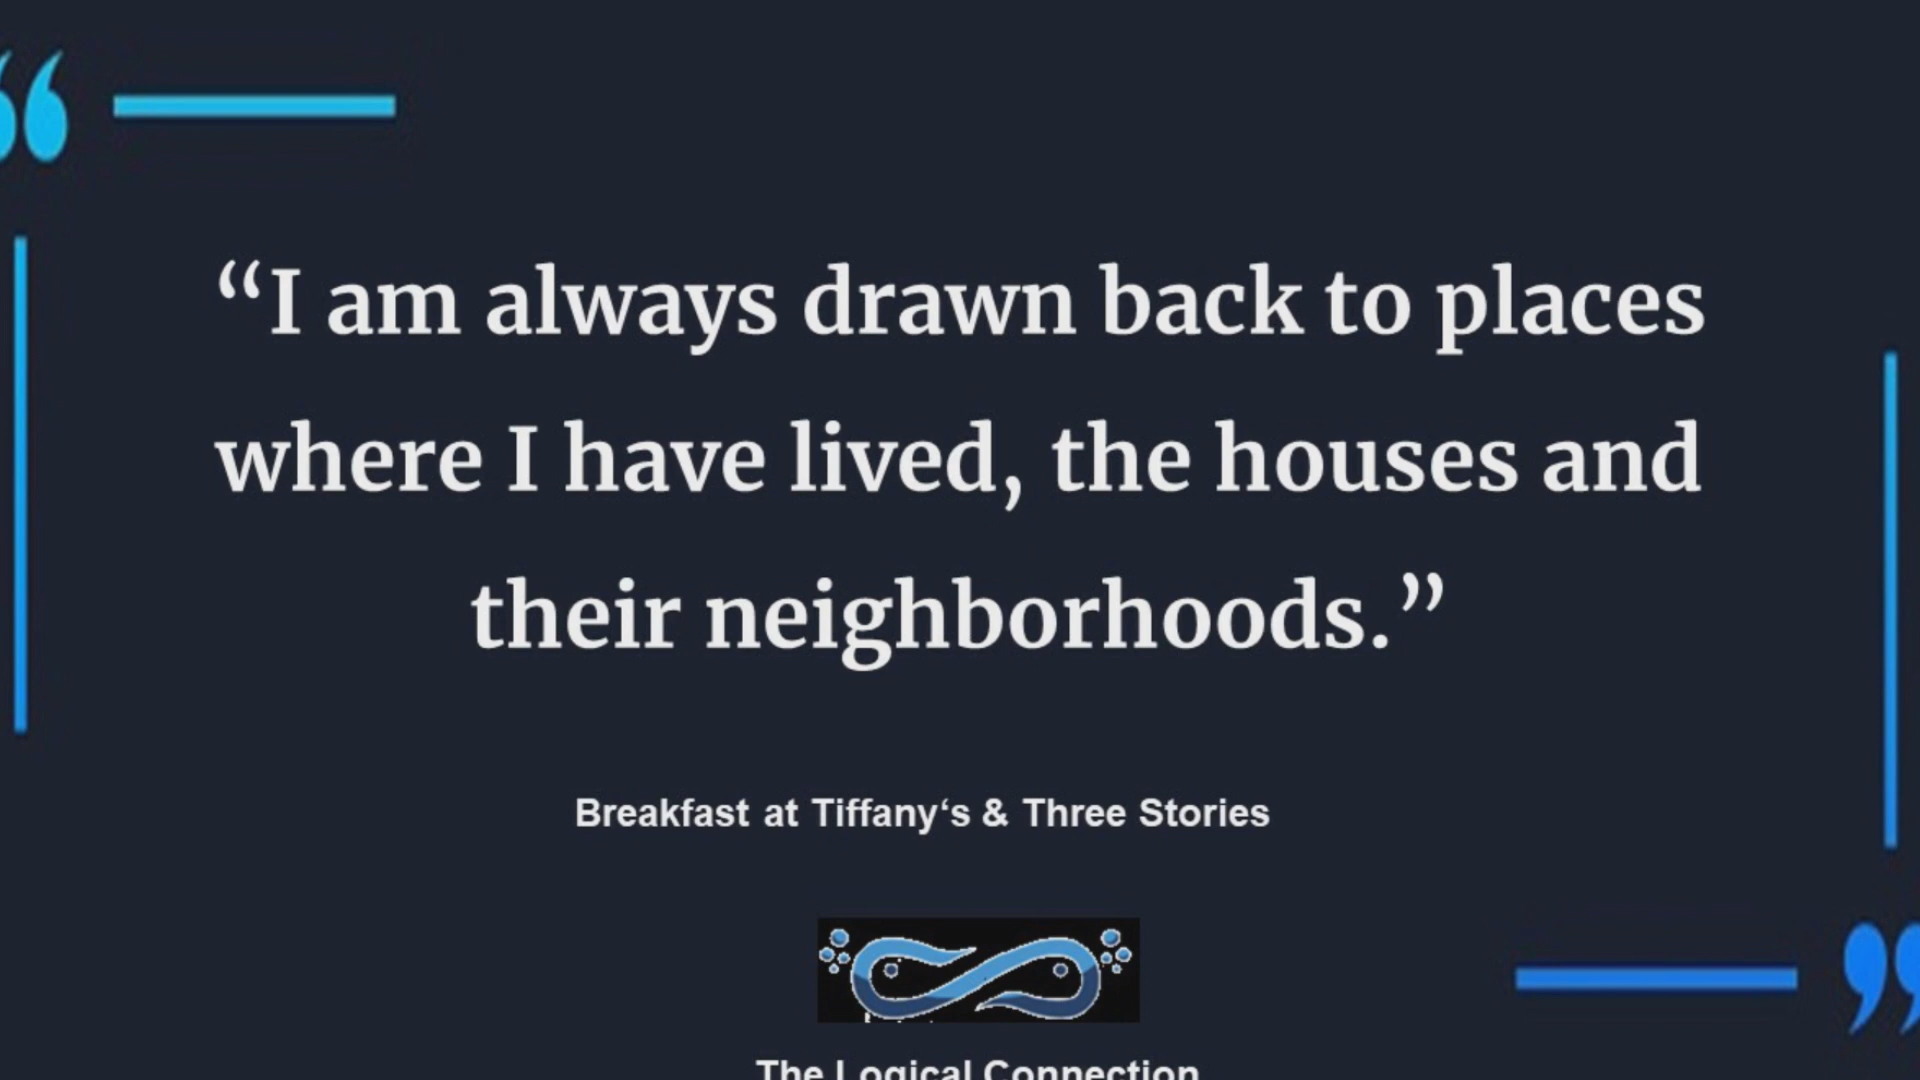 “I am always drawn back to places
where I have lived, the houses and
their neighborhoods.”
Breakfast at Tiffany‘s & Three Stories
The Logical Connection